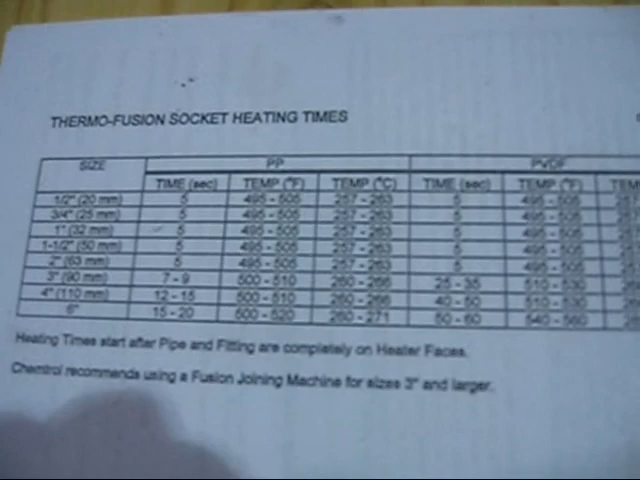 THERMO-FUSION SOCKET HEATING TIMES
SIZE PP PVDF
TIME (sec) TEMP (°F) TEMP (°C) TIME (sec) TEMP (°F) TEMP
1/2" (20 mm) 5 495 - 505 257 - 263 5 495 - 505
3/4" (25 mm) 5 495 - 505 257 - 263 5 495 - 505
1" (32 mm) 5 495 - 505 257 - 263 5 495 - 505
1-1/2" (50 mm) 5 495 - 505 257 - 263 5 495 - 505
2" (63 mm) 5 495 - 505 257 - 263 5 495 - 505
3" (90 mm) 7 - 9 500 - 510 260 - 266 25 - 35 510 - 530
4" (110 mm) 12 - 15 500 - 510 260 - 266 40 - 50 510 - 530
6" 15 - 20 500 - 520 260 - 271 50 - 60 540 - 560
Heating Times start after Pipe and Fitting are completely on Heater Faces.
Chemtrol recommends using a Fusion Joining Machine for sizes 3" and larger.